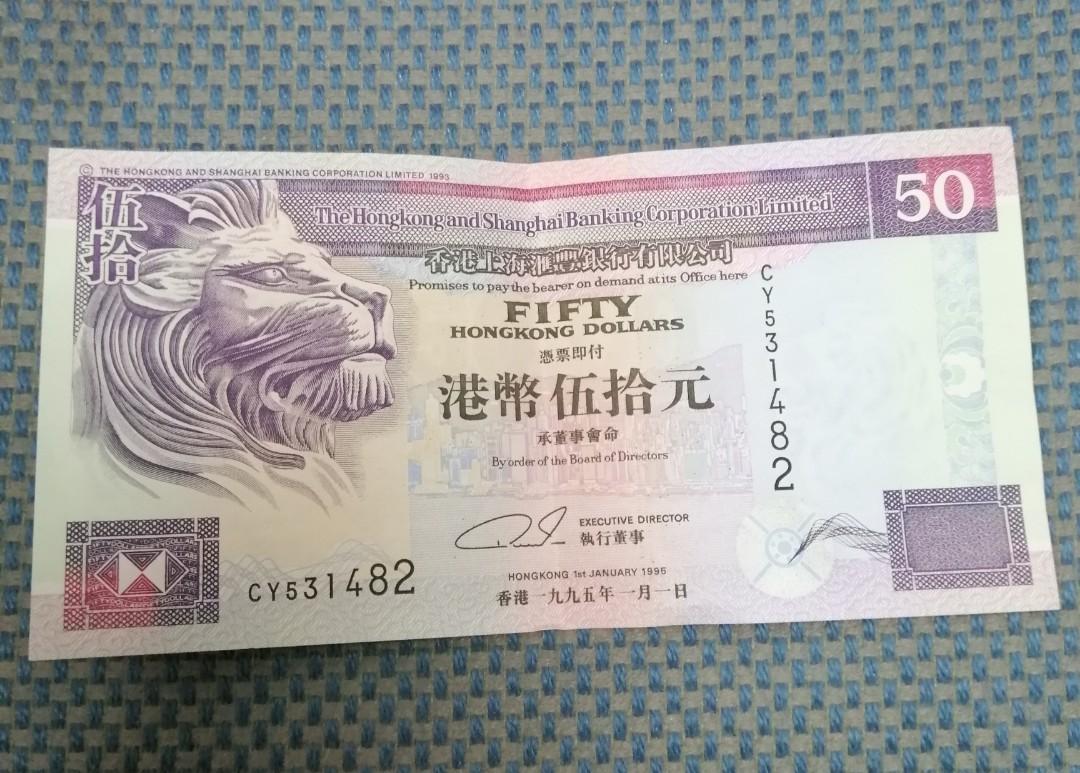 © THE HONGKONG AND SHANGHAI BANKING CORPORATION LIMITED 1993
伍拾
The Hongkong and Shanghai Banking Corporation Limited
50
香港上海滙豐銀行有限公司
Promises to pay the bearer on demand at its Office here
CY531482
FIFTY
HONGKONG DOLLARS
憑票即付
港幣伍拾元
承董事會命
By order of the Board of Directors
EXECUTIVE DIRECTOR
執行董事
HONGKONG 1st JANUARY 1995
香港一九九五年一月一日
CY531482